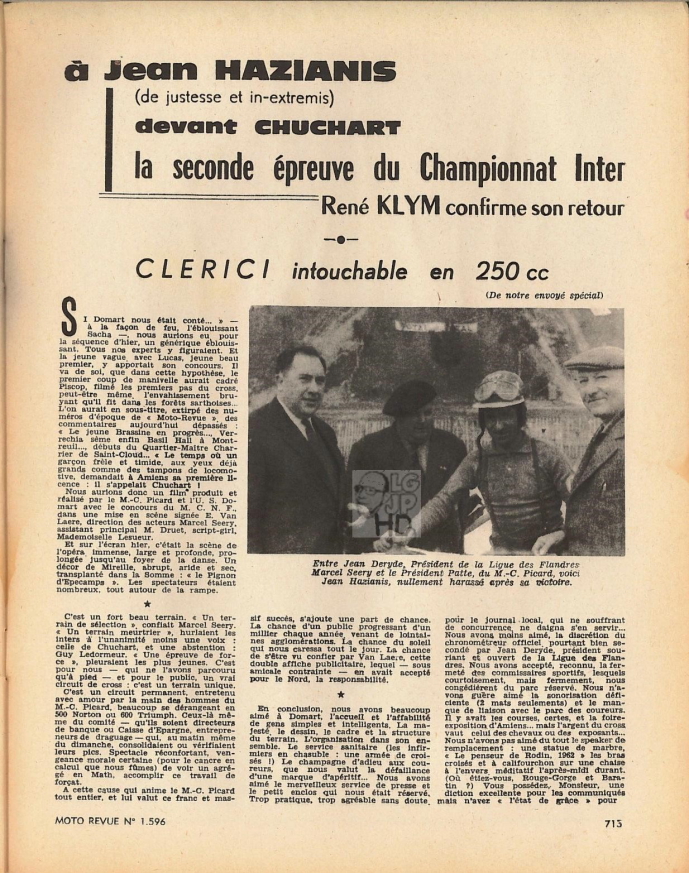 à Jean HAZIANIS
(de justesse et in-extremis)
devant CHUCHART
la seconde épreuve du Championnat Inter
René KLYM confirme son retour
CLERICI intouchable en 250 cc
(De notre envoyé spécial)
SI Domart nous était conté... » —
à la façon de feu, l'éblouissant
Sacha —, nous aurions eu pour
la séquence d'hier, un générique éblouis-
sant. Tous nos experts y figuraient. Et
la jeune vague, avec Lucas, jeune beau
premier, y apportait son concours. Il
va de soi, que dans cette hypothèse, le
premier coup de manivelle aurait cadré
Piscop, filmé les premiers pas du cross,
peut-être même, l'envahissement bru-
yant qu'il fit dans les forêts sarthoises...
L'on aurait en sous-titre, extirpé des nu-
méros d'époque de « Moto-Revue », des
commentaires aujourd'hui dépassés :
« Le jeune Brassine en progrès..., Ver-
rechia sème enfin Basil Hall à Mont-
reuil..., débuts du Quartier-Maître Char-
rier de Saint-Cloud... « Le temps où un
garçon frêle et timide, aux yeux déjà
grands comme des tampons de locomo-
tive, demandait à Amiens sa première li-
cence : il s'appelait Chuchart !
Nous aurions donc un film produit et
réalisé par le M.-C. Picard et l'U. S. Do-
mart avec le concours du M. C. N. F.,
dans une mise en scène signée E. Van
Laere, direction des acteurs Marcel Seery,
assistant principal M. Druet, script-girl,
Mademoiselle Lesueur.
Et sur l'écran hier, c'était la scène de
l'opéra, immense, large et profonde, pro-
longée jusqu'au foyer de la danse. Un
décor de Mireille, abrupt, aride et sec,
transplanté dans la Somme : « le Pignon
d'Epecamps ». Les spectateurs étaient
nombreux, tout autour de la rampe.
C'est un fort beau terrain. « Un ter-
rain de sélection », confiait Marcel Seery.
« Un terrain meurtrier », hurlaient les
inters à l'unanimité moins une voix :
celle de Chuchart, et une abstention :
Guy Ledormeur. « Une épreuve de for-
ce », pleuraient les plus jeunes. C'est
pour nous — qui ne l'avons parcouru
qu'à pied — et pour le public, un vrai
circuit de cross : c'est un terrain unique.
C'est un circuit permanent, entretenu
avec amour par la main des hommes du
M.-C. Picard, beaucoup se dérangeant en
500 Norton ou 600 Triumph. Ceux-là mê-
me du comité — qu'ils soient directeurs
de banque ou Caisse d'Epargne, entrepre-
neurs de draguage — qui, au matin même
du dimanche, consolidaient ou vérifiaient
leurs pics. Spectacle réconfortant, ven-
geance morale certaine (pour le cancre en
calcul que nous fûmes) de voir un agré-
gé en Math, accomplir ce travail de
forçat.
A cette cause qui anime le M.-C. Picard
tout entier, et lui valut ce franc et mas-
Entre Jean Deryde, Président de la Ligue des Flandres
Marcel Seery et le Président Patte, du M.-C. Picard, voici
Jean Hazianis, nullement harassé après sa victoire.
LG
JP
HD
sif succès, s'ajoute une part de chance.
La chance d'un public progressant d'un
millier chaque année, venant de lointai-
nes agglomérations. La chance du soleil
qui nous caressa tout le jour. La chance
de s'être vu confier par Van Laere, cette
double affiche publicitaire, lequel — sous
amicale contrainte — en avait accepté
pour le Nord, la responsabilité.
En conclusion, nous avons beaucoup
aimé à Domart, l'accueil et l'affabilité
de gens simples et intelligents. La ma-
jesté, le dessin, le cadre et la structure
du terrain. L'organisation dans son en-
semble. Le service sanitaire (les infir-
miers en chasuble : une armée de croi-
sés !) Le champagne d'adieu aux cou-
reurs, que nous valut la défaillance
d'une marque d'apéritif... Nous avons
aimé le merveilleux service de presse et
le petit enclos qui nous était réservé.
Trop pratique, trop agréable sans doute,
pour le journal local, qui ne souffrant
de concurrence, ne daigna s'en servir...
Nous avons moins aimé, la discrétion du
chronométreur officiel, pourtant bien se-
condé par Jean Deryde, président sou-
riant et ouvert de la Ligue des Flan-
dres. Nous avons accepté, reconnu, la fer-
meté des commissaires sportifs, lesquels
courtoisement, mais fermement, nous
congédièrent du parc réservé. Nous n'a-
vons guère aimé la sonorisation défi-
ciente (2 mats seulement) et le man-
que de liaison avec le parc des coureurs.
Il y avait les courses, certes, et la foire-
exposition d'Amiens... mais l'argent du cross
vaut celui des chevaux ou des exposants...
Nous n'avons pas aimé du tout le speaker de
remplacement : une statue de marbre,
« Le penseur de Rodin, 1962 » les bras
croisés et à califourchon sur une chaise
à l'envers méditatif l'après-midi durant.
(Où étiez-vous, Rouge-Gorge et Bara-
tin ?) Vous possédez, Monsieur, une
diction excellente pour les communiqués
mais n'avez « l'état de grâce » pour
MOTO REVUE N° 1.596
713